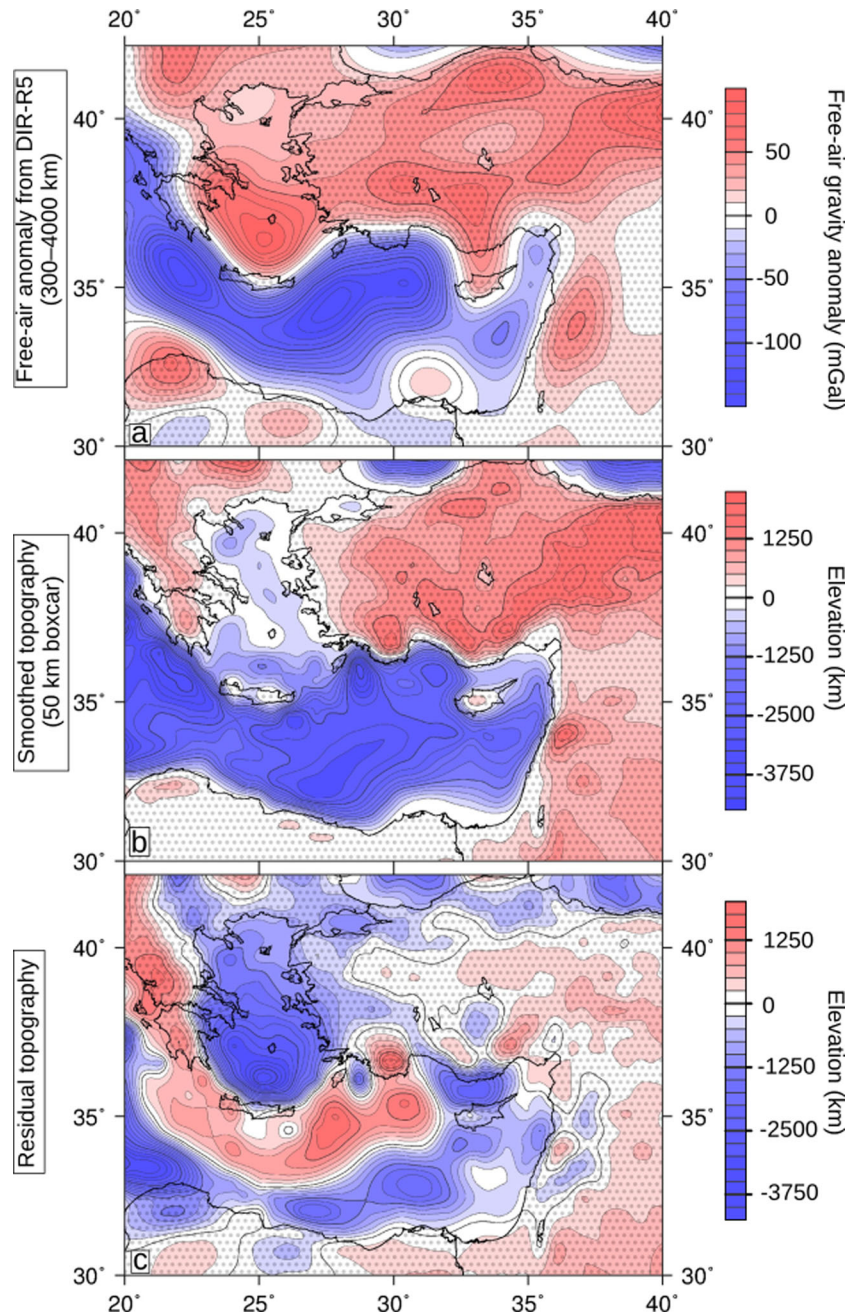 20˚ 25˚ 30˚ 35˚ 40˚
Free-air anomaly from DIR-R5
(300–4000 km)
40˚ 40˚
35˚ 35˚
30˚ 30˚
a
50
0
-50
-100
Free-air gravity anomaly (mGal)
Smoothed topography
(50 km boxcar)
40˚ 40˚
35˚ 35˚
30˚ 30˚
b
1250
0
-1250
-2500
-3750
Elevation (km)
Residual topography
40˚ 40˚
35˚ 35˚
30˚ 30˚
c
1250
0
-1250
-2500
-3750
Elevation (km)
20˚ 25˚ 30˚ 35˚ 40˚